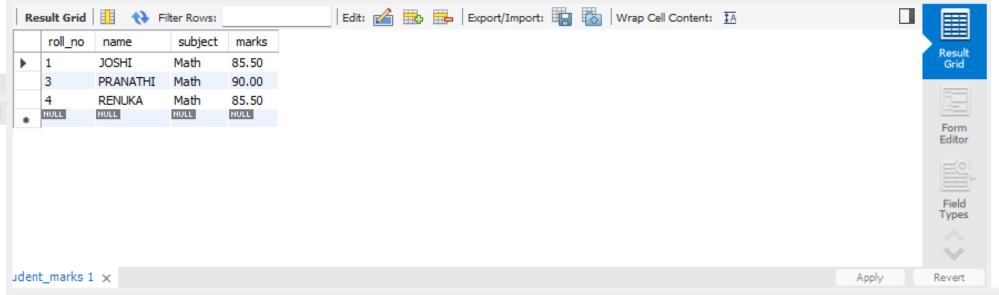 Result Grid Filter Rows: Edit: Export/Import: Wrap Cell Content: A
roll_no name subject marks
1 JOSHI Math 85.50
3 PRANATHI Math 90.00
4 RENUKA Math 85.50
NULL NULL NULL NULL
Result
Grid
Form
Editor
Field
Types
udent_marks 1
Apply Revert